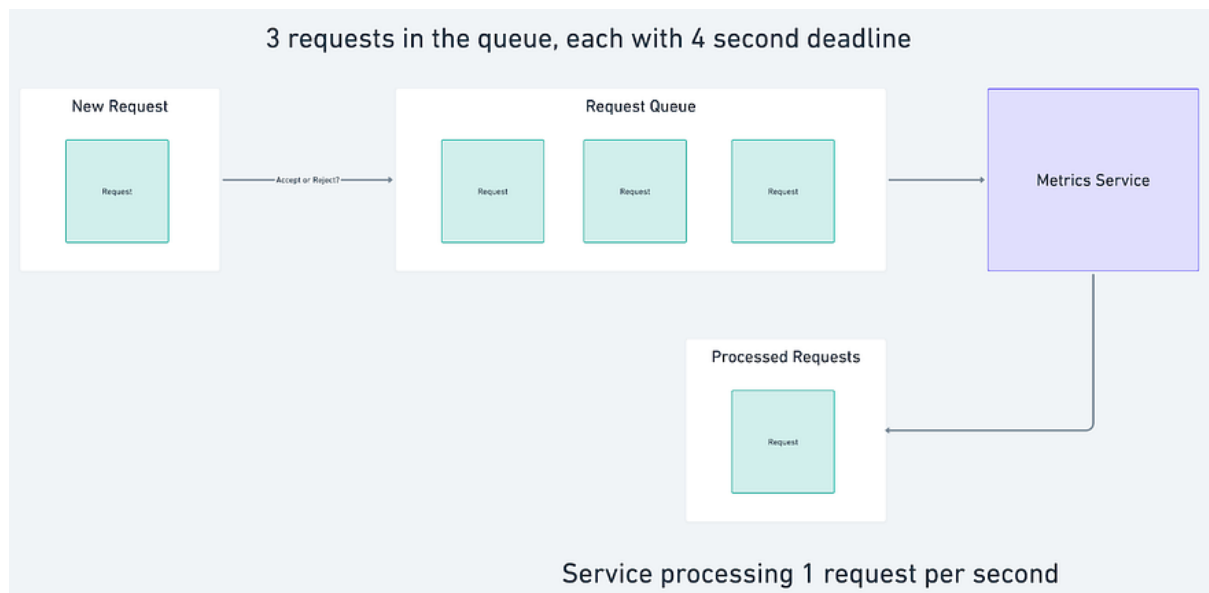 3 requests in the queue, each with 4 second deadline
New Request
Request
Accept or Reject?
Request Queue
Request
Request
Request
Metrics Service
Processed Requests
Request
Service processing 1 request per second